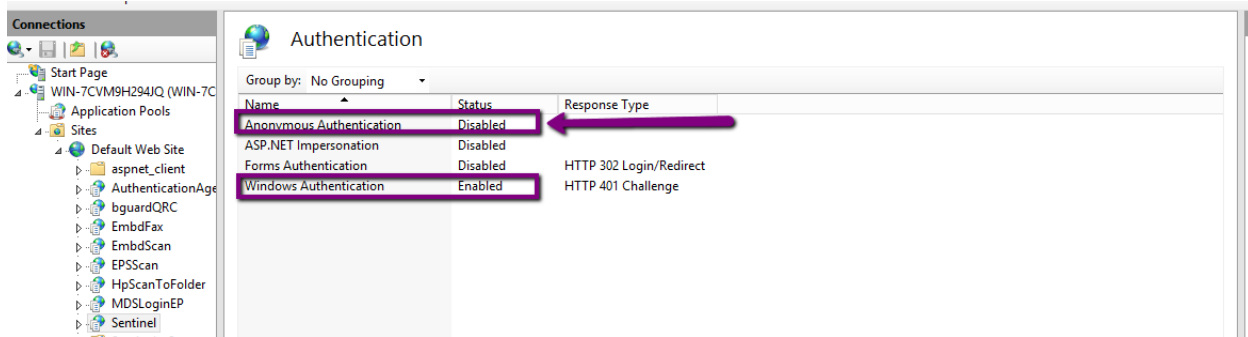 Connections
Start Page
WIN-7CVM9H294JQ (WIN-7C
Application Pools
Sites
Default Web Site
aspnet_client
AuthenticationAge
bguardQRC
EmbdFax
EmbdScan
EPSScan
HpScanToFolder
MDSLoginEP
Sentinel
Authentication
Group by: No Grouping
Name Status Response Type
Anonymous Authentication Disabled
ASP.NET Impersonation Disabled
Forms Authentication Disabled HTTP 302 Login/Redirect
Windows Authentication Enabled HTTP 401 Challenge